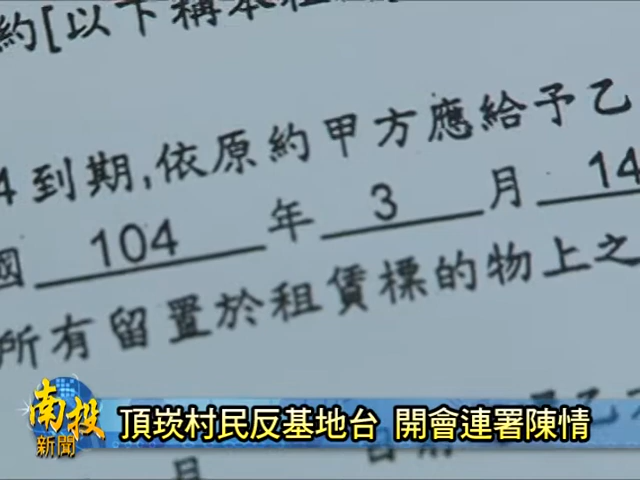 約[以下稱本租
4到期,依原約甲方應給予乙
國 104 年 3 月 14
所有留置於租賃標的物上之
月
南投
新聞
頂崁村民反基地台 開會連署陳情